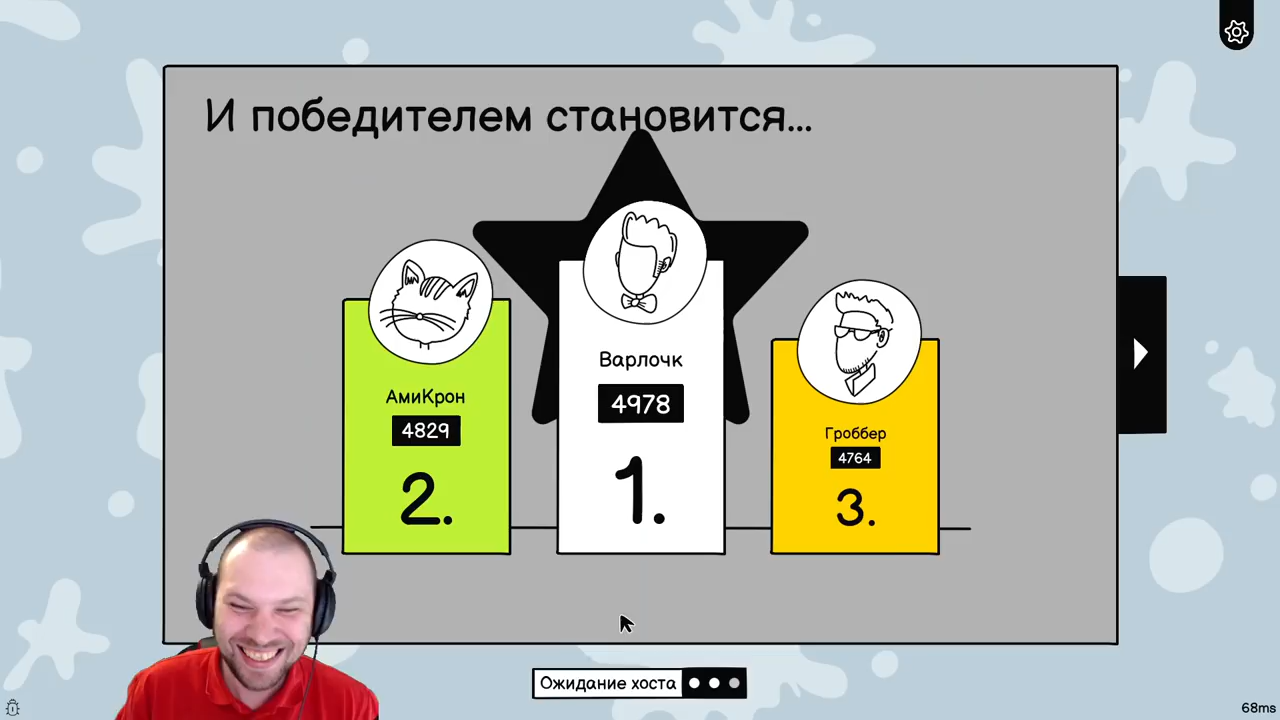 И победителем становится...
Варлочк
4978
1.
АмиКрон
4829
2.
Гроббер
4764
3.
Ожидание хоста
68ms